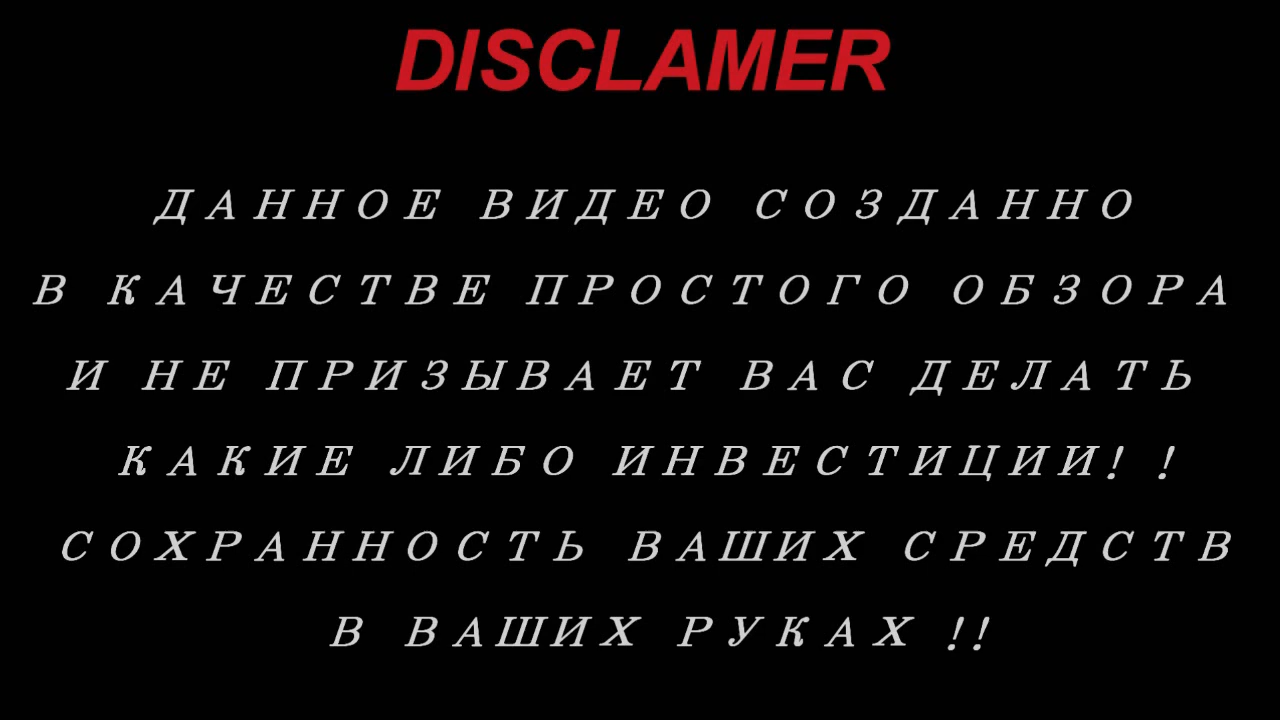 DISCLAMER
ДАННОЕ ВИДЕО СОЗДАННО
В КАЧЕСТВЕ ПРОСТОГО ОБЗОРА
И НЕ ПРИЗЫВАЕТ ВАС ДЕЛАТЬ
КАКИЕ ЛИБО ИНВЕСТИЦИИ! !
СОХРАННОСТЬ ВАШИХ СРЕДСТВ
В ВАШИХ РУКАХ !!